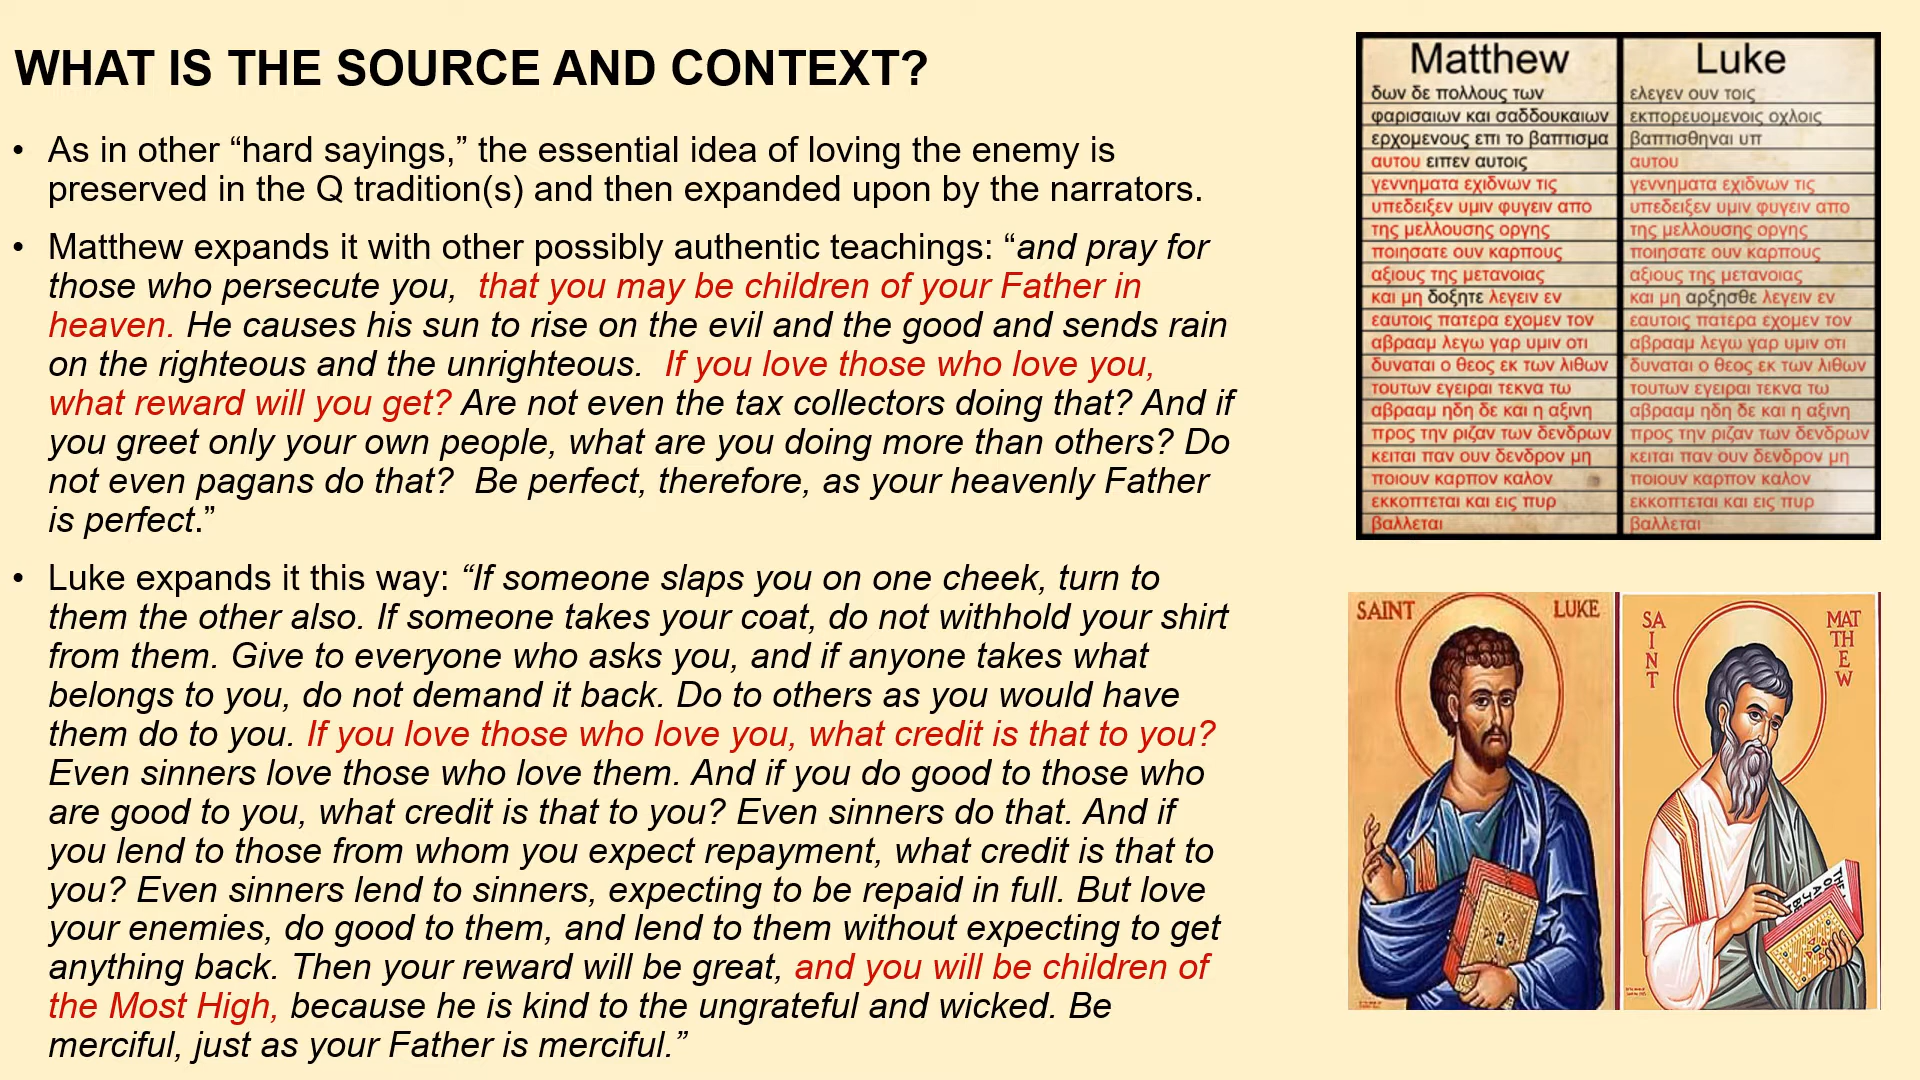 WHAT IS THE SOURCE AND CONTEXT?
• As in other “hard sayings,” the essential idea of loving the enemy is
preserved in the Q tradition(s) and then expanded upon by the narrators.
• Matthew expands it with other possibly authentic teachings: “and pray for
those who persecute you, that you may be children of your Father in
heaven. He causes his sun to rise on the evil and the good and sends rain
on the righteous and the unrighteous. If you love those who love you,
what reward will you get? Are not even the tax collectors doing that? And if
you greet only your own people, what are you doing more than others? Do
not even pagans do that? Be perfect, therefore, as your heavenly Father
is perfect.”
• Luke expands it this way: “If someone slaps you on one cheek, turn to
them the other also. If someone takes your coat, do not withhold your shirt
from them. Give to everyone who asks you, and if anyone takes what
belongs to you, do not demand it back. Do to others as you would have
them do to you. If you love those who love you, what credit is that to you?
Even sinners love those who love them. And if you do good to those who
are good to you, what credit is that to you? Even sinners do that. And if
you lend to those from whom you expect repayment, what credit is that to
you? Even sinners lend to sinners, expecting to be repaid in full. But love
your enemies, do good to them, and lend to them without expecting to get
anything back. Then your reward will be great, and you will be children of
the Most High, because he is kind to the ungrateful and wicked. Be
merciful, just as your Father is merciful.”
Matthew
δων δε πολλους των
φαρισαιων και σαδδουκαιων
ερχομενους επι το βαπτισμα
αυτου ειπεν αυτοις
γεννηματα εχιδνων τις
υπεδειξεν υμιν φυγειν απο
της μελλουσης οργης
ποιησατε ουν καρπους
αξιους της μετανοιας
και μη δοξητε λεγειν εν
εαυτοις πατερα εχομεν τον
αβρααμ λεγω γαρ υμιν οτι
δυναται ο θεος εκ των λιθων
τουτων εγειραι τεκνα τω
αβρααμ ηδη δε και η αξινη
προς την ριζαν των δενδρων
κειται παν ουν δενδρον μη
ποιουν καρπον καλον
εκκοπτεται και εις πυρ
βαλλεται
Luke
ελεγεν ουν τοις
εκπορευομενοις οχλοις
βαπτισθηναι υπ
αυτου
γεννηματα εχιδνων τις
υπεδειξεν υμιν φυγειν απο
της μελλουσης οργης
ποιησατε ουν καρπους
αξιους της μετανοιας
και μη αρξησθε λεγειν εν
εαυτοις πατερα εχομεν τον
αβρααμ λεγω γαρ υμιν οτι
δυναται ο θεος εκ των λιθων
τουτων εγειραι τεκνα τω
αβρααμ ηδη δε και η αξινη
προς την ριζαν των δενδρων
κειται παν ουν δενδρον μη
ποιουν καρπον καλον
εκκοπτεται και εις πυρ
βαλλεται
SAINT LUKE
SA
I
N
T
MAT
TH
E
W